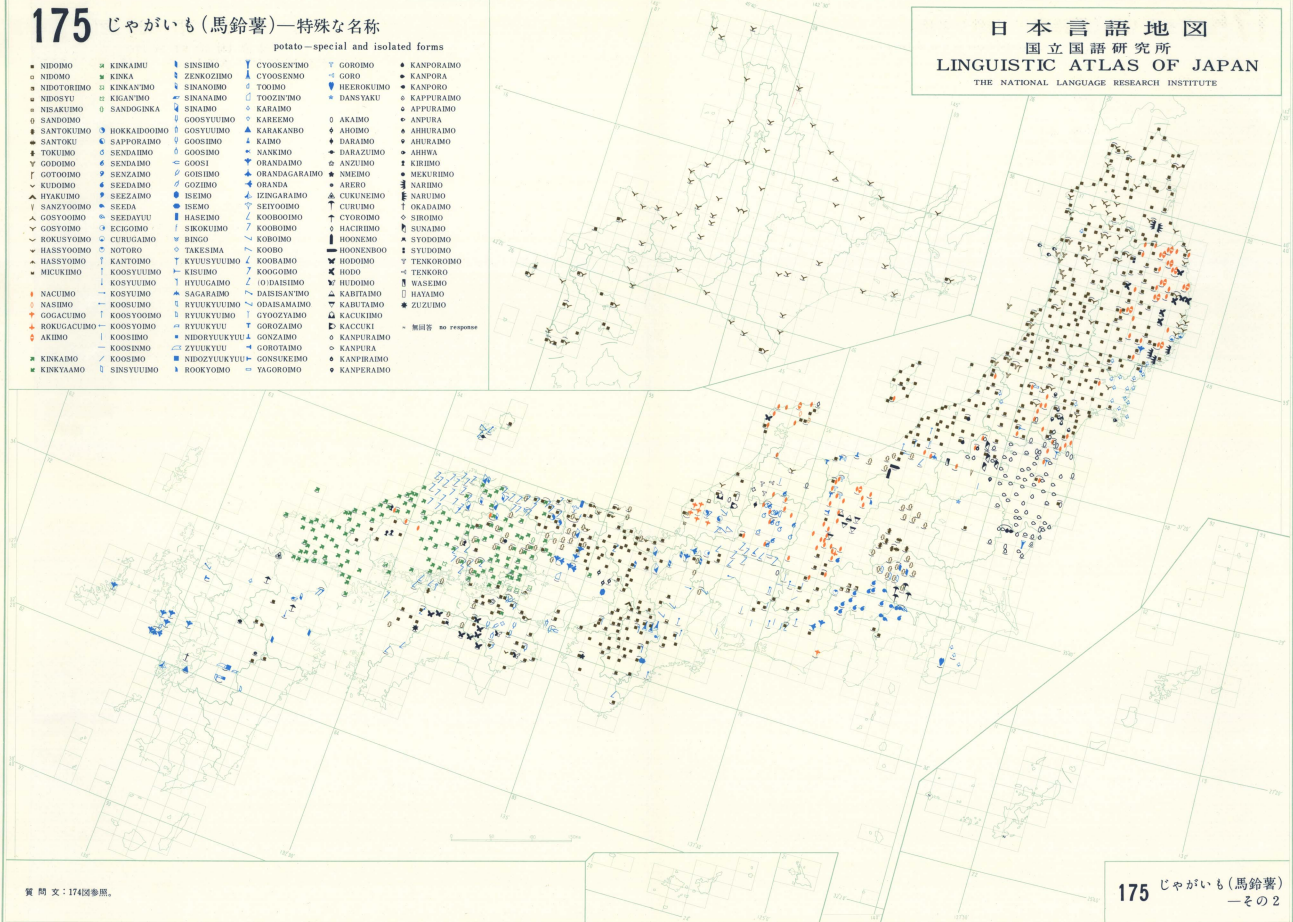 175 じゃがいも(馬鈴薯)—特殊な名称
potato—special and isolated forms
NIDOIMO
NIDOMO
NIDOTORIIMO
NIDOSYU
NISAKUIMO
SANDOIMO
SANTOKUIMO
SANTOKU
TOKUIMO
GODOIMO
GOTOOIMO
KUDOIMO
HYAKUIMO
SANZYOOIMO
GOSYOOIMO
GOSYOIMO
ROKUSYOIMO
HASSYOOIMO
HASSYOIMO
MICUKIIMO
NACUIMO
NASIIMO
GOGACUIMO
ROKUGACUIMO
AKIIMO
KINKAIMO
KINKYAAMO
KINKAIMU
KINKA
KINKAN'IMO
KIGAN'IMO
SANDOGINKA
HOKKAIDOOIMO
SAPPORAIMO
SENDAIIMO
SENDAIMO
SENZAIMO
SEEDAIMO
SEEZAIMO
SEEDA
SEEDAYUU
ECIGOIMO
CURUGAIMO
NOTORO
KANTOIMO
KOOSYUUIMO
KOSYUUIMO
KOSYUIMO
KOOSUIMO
KOOSYOOIMO
KOOSYOIMO
KOOSIIMO
KOOSINMO
KOOSIMO
SINSYUUIMO
SINSIIMO
ZENKOZIIMO
SINANOIMO
SINANAIMO
SINAIMO
GOOSYUUIMO
GOSYUUIMO
GOOSIIMO
GOOSIMO
GOOSI
GOISIIMO
GOZIIMO
ISEIMO
ISEMO
HASEIMO
SIKOKUIMO
BINGO
TAKESIMA
KYUUSYUUIMO
KISUIMO
HYUUGAIMO
SAGARAIMO
RYUUKYUUIMO
RYUUKYUIMO
RYUUKYUU
NIDORYUUKYUU
ZYUUKYUU
NIDOZYUUKYUU
ROOKYOIMO
CYOOSEN'IMO
CYOOSENMO
TOOIMO
TOOZIN'IMO
KARAIMO
KAREEMO
KARAKANBO
KAIMO
NANKIMO
ORANDAIMO
ORANDAGARAIMO
ORANDA
IZINGARAIMO
SEIYOOIMO
KOOBOOIMO
KOOBOIMO
KOBOIMO
KOOBO
KOOBAIMO
KOOGOIMO
(O)DAISIIMO
DAISISAN'IMO
ODAISAMAIMO
GYOOZYAIMO
GOROZAIMO
GONZAIMO
GOROTAIMO
GONSUKEIMO
YAGOROIMO
GOROIMO
GORO
HEEROKUIMO
DANSYAKU
AKAIMO
AHOIMO
DARAIMO
DARAZUIMO
ANZUIMO
NMEIMO
ARERO
CUKUNEIMO
CURUIMO
CYOROIMO
HACIRIIMO
HOONEMO
HOONENBOO
HODOIMO
HODO
HUDOIMO
KABITAIMO
KABUTAIMO
KACUKIIMO
KACCUKI
KANPURAIMO
KANPURA
KANPIRAIMO
KANPERAIMO
KANPORAIMO
KANPORA
KANPORO
KAPPURAIMO
APPURAIMO
ANPURA
AHHURAIMO
AHURAIMO
AHHWA
KIRIIMO
MEKURIIMO
NARIIMO
NARUIMO
OKADAIMO
SIROIMO
SUNAIMO
SYODOIMO
SYUDOIMO
TENKOROIMO
TENKORO
WASEIMO
HAYAIMO
ZUZUIMO
無回答 no response
日本言語地図
国立国語研究所
LINGUISTIC ATLAS OF JAPAN
THE NATIONAL LANGUAGE RESEARCH INSTITUTE
質問文:174図参照。
175 じゃがいも(馬鈴薯)
—その2